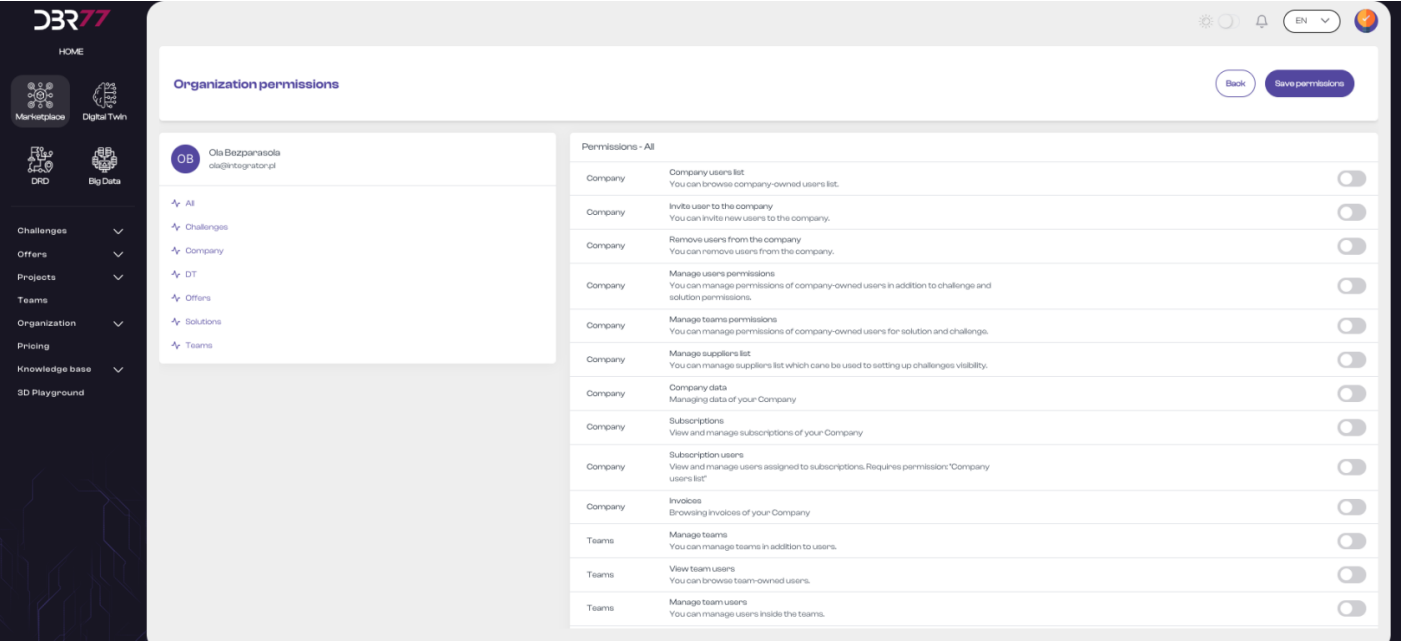 DBR77
HOME
Marketplace
Digital Twin
DRD
Big Data
Challenges
Offers
Projects
Teams
Organization
Pricing
Knowledge base
3D Playground
EN
Organization permissions
Back
Save permissions
OB
Ola Bezparasola
ola@integrator.pl
All
Challenges
Company
DT
Offers
Solutions
Teams
Permissions - All
Company
Company users list
You can browse company-owned users list.
Company
Invite user to the company
You can invite new users to the company.
Company
Remove users from the company
You can remove users from the company.
Company
Manage users permissions
You can manage permissions of company-owned users in addition to challenge and
solution permissions.
Company
Manage teams permissions
You can manage permissions of company-owned users for solution and challenge.
Company
Manage suppliers list
You can manage suppliers list which cane be used to setting up challenges visibility.
Company
Company data
Managing data of your Company
Company
Subscriptions
View and manage subscriptions of your Company
Company
Subscription users
View and manage users assigned to subscriptions. Requires permission: "Company
users list"
Company
Invoices
Browsing invoices of your Company
Teams
Manage teams
You can manage teams in addition to users.
Teams
View team users
You can browse team-owned users.
Teams
Manage team users
You can manage users inside the teams.